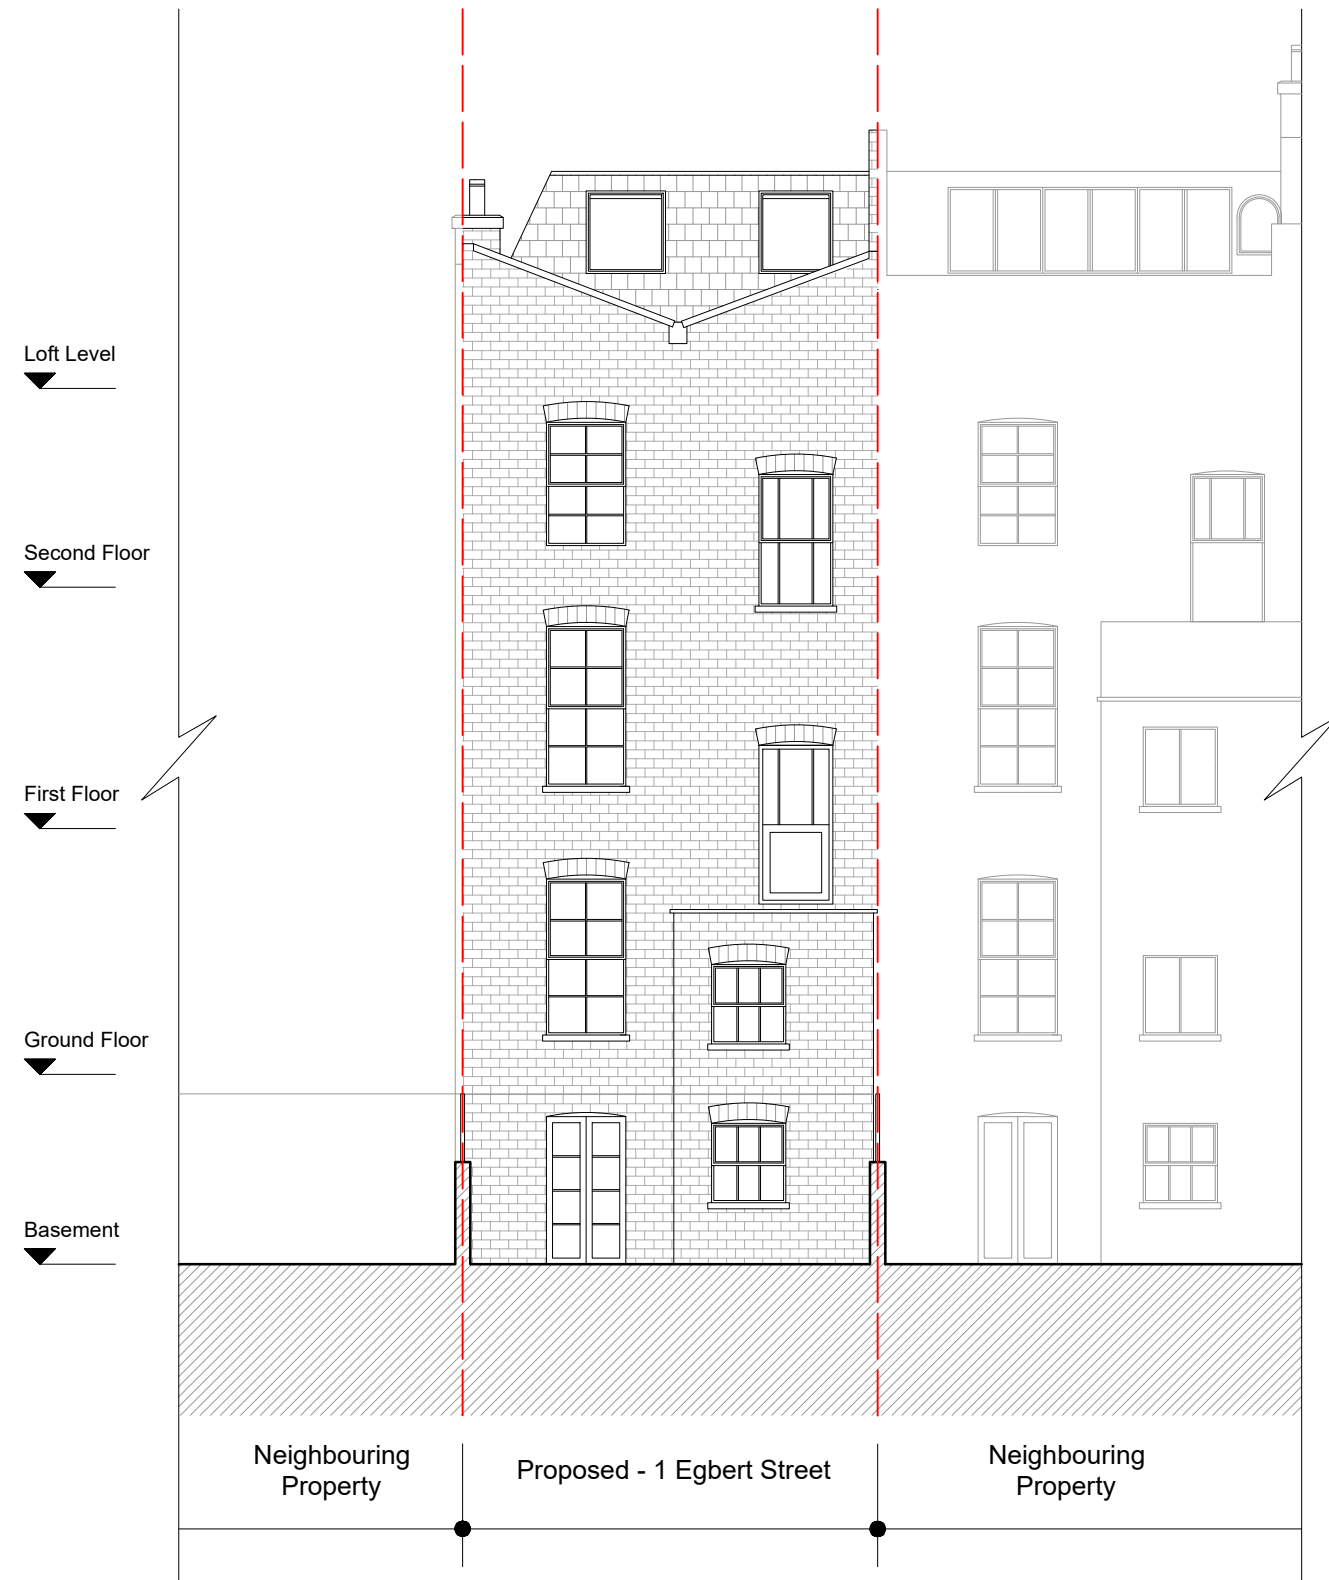 Loft Level
Second Floor
First Floor
Ground Floor
Basement
Neighbouring
Property
Proposed - 1 Egbert Street
Neighbouring
Property